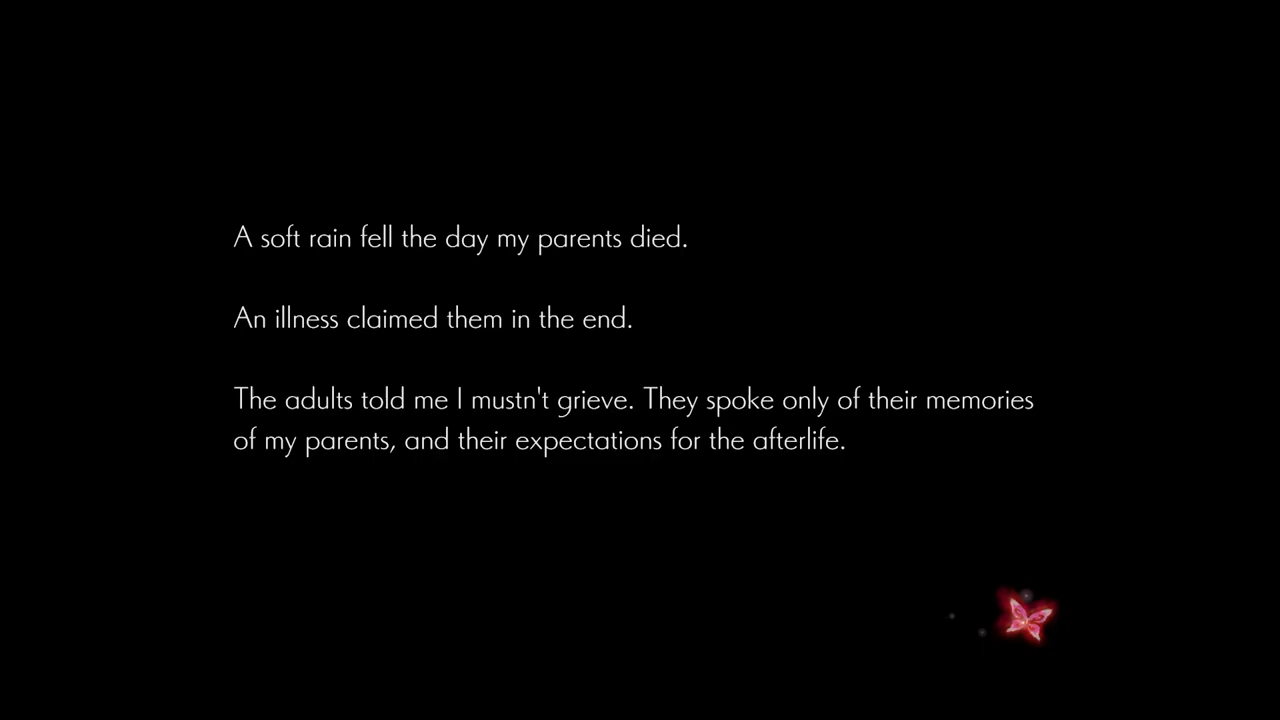 A soft rain fell the day my parents died.
An illness claimed them in the end.
The adults told me I mustn't grieve. They spoke only of their memories
of my parents, and their expectations for the afterlife.